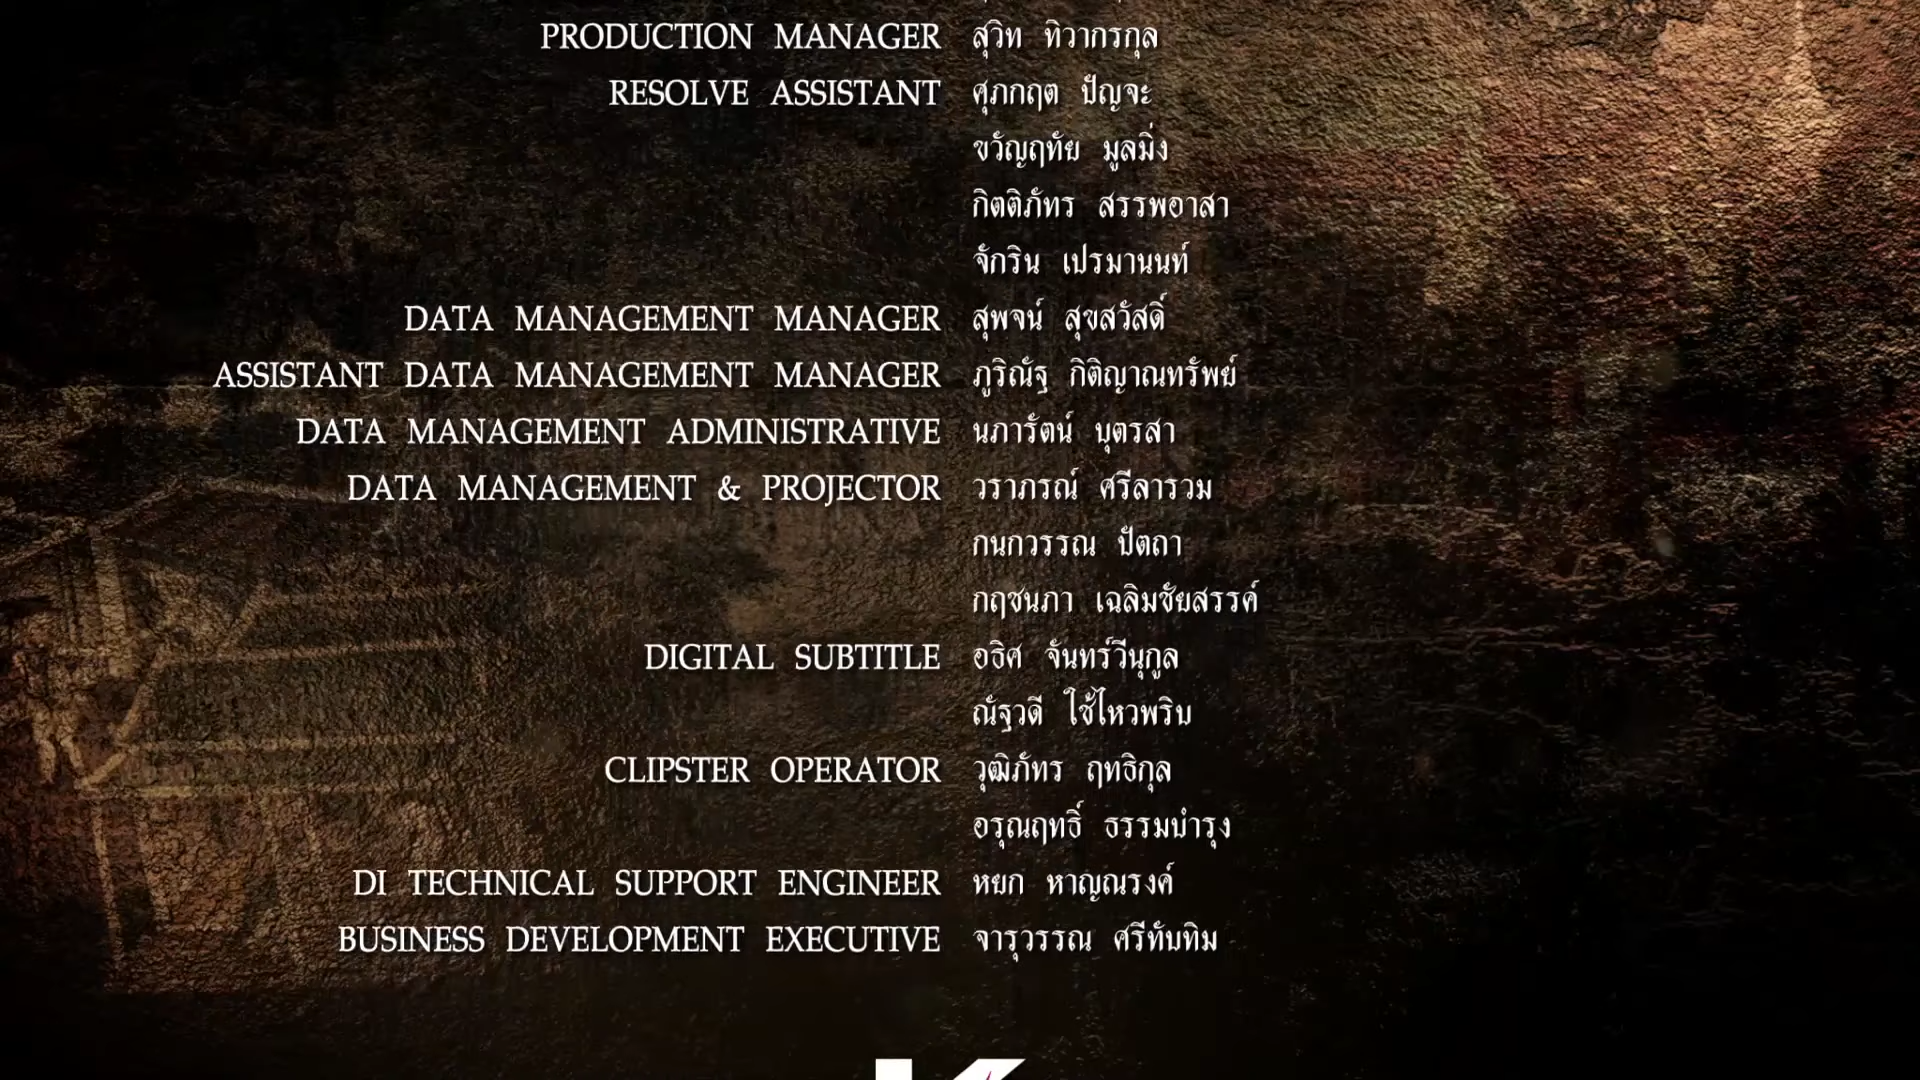 PRODUCTION MANAGER สุวิท ทิวากรกุล
RESOLVE ASSISTANT ศุภกฤต ปัญจะ
ขวัญฤทัย มูลมิ่ง
กิตติภัทร สรรพอาสา
จักริน เปรมานนท์
DATA MANAGEMENT MANAGER สุพจน์ สุขสวัสดิ์
ASSISTANT DATA MANAGEMENT MANAGER ภูริณัฐ กิติญาณทรัพย์
DATA MANAGEMENT ADMINISTRATIVE นภารัตน์ บุตรสา
DATA MANAGEMENT & PROJECTOR วราภรณ์ ศรีลารวม
กนกวรรณ ปัตถา
กฤชนภา เฉลิมชัยสรรค์
DIGITAL SUBTITLE อธิศ จันทร์วีนุกูล
ณัฐวดี ใช้ไหวพริบ
CLIPSTER OPERATOR วุฒิภัทร ฤทธิกุล
อรุณฤทธิ์ ธรรมบำรุง
DI TECHNICAL SUPPORT ENGINEER หยก หาญณรงค์
BUSINESS DEVELOPMENT EXECUTIVE จารุวรรณ ศรีทับทิม